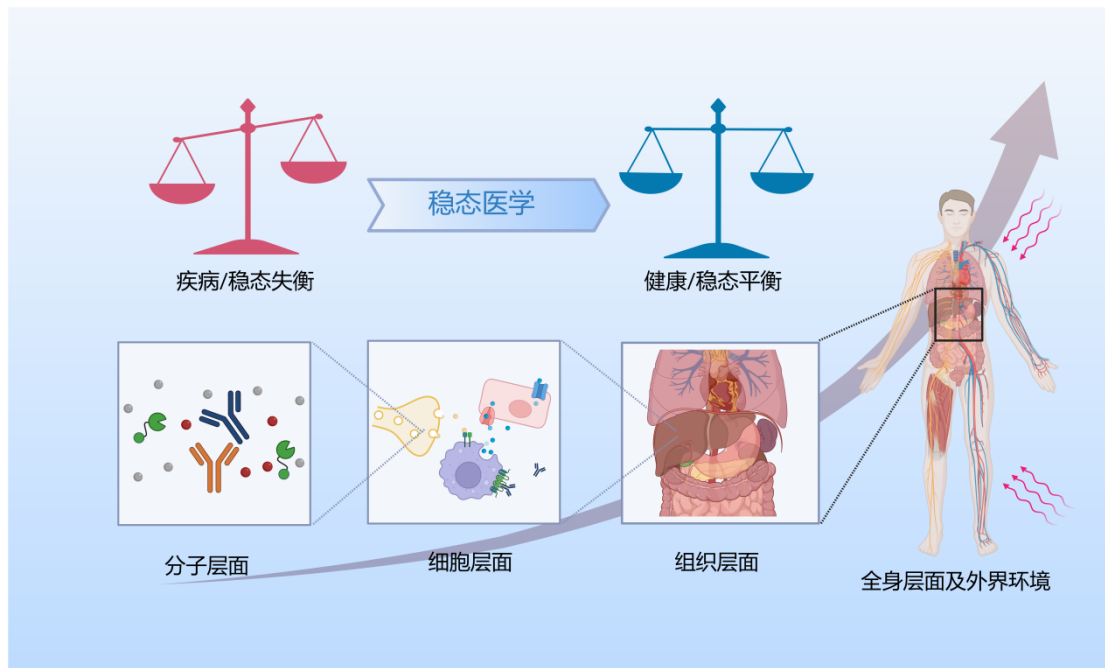 稳态医学
疾病/稳态失衡
健康/稳态平衡
分子层面
细胞层面
组织层面
全身层面及外界环境